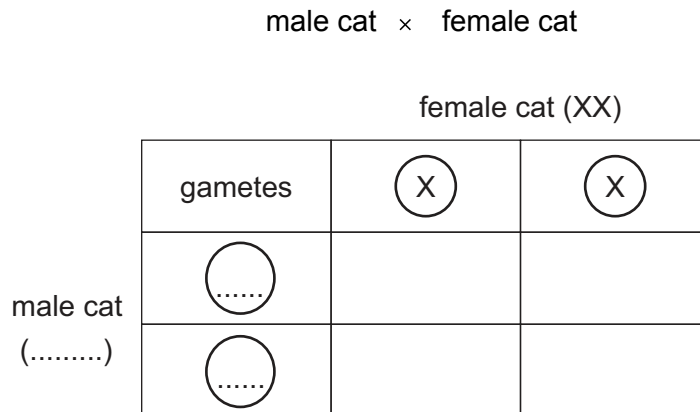 male cat × female cat
female cat (XX)
gametes X X
......
male cat
(.........)
......